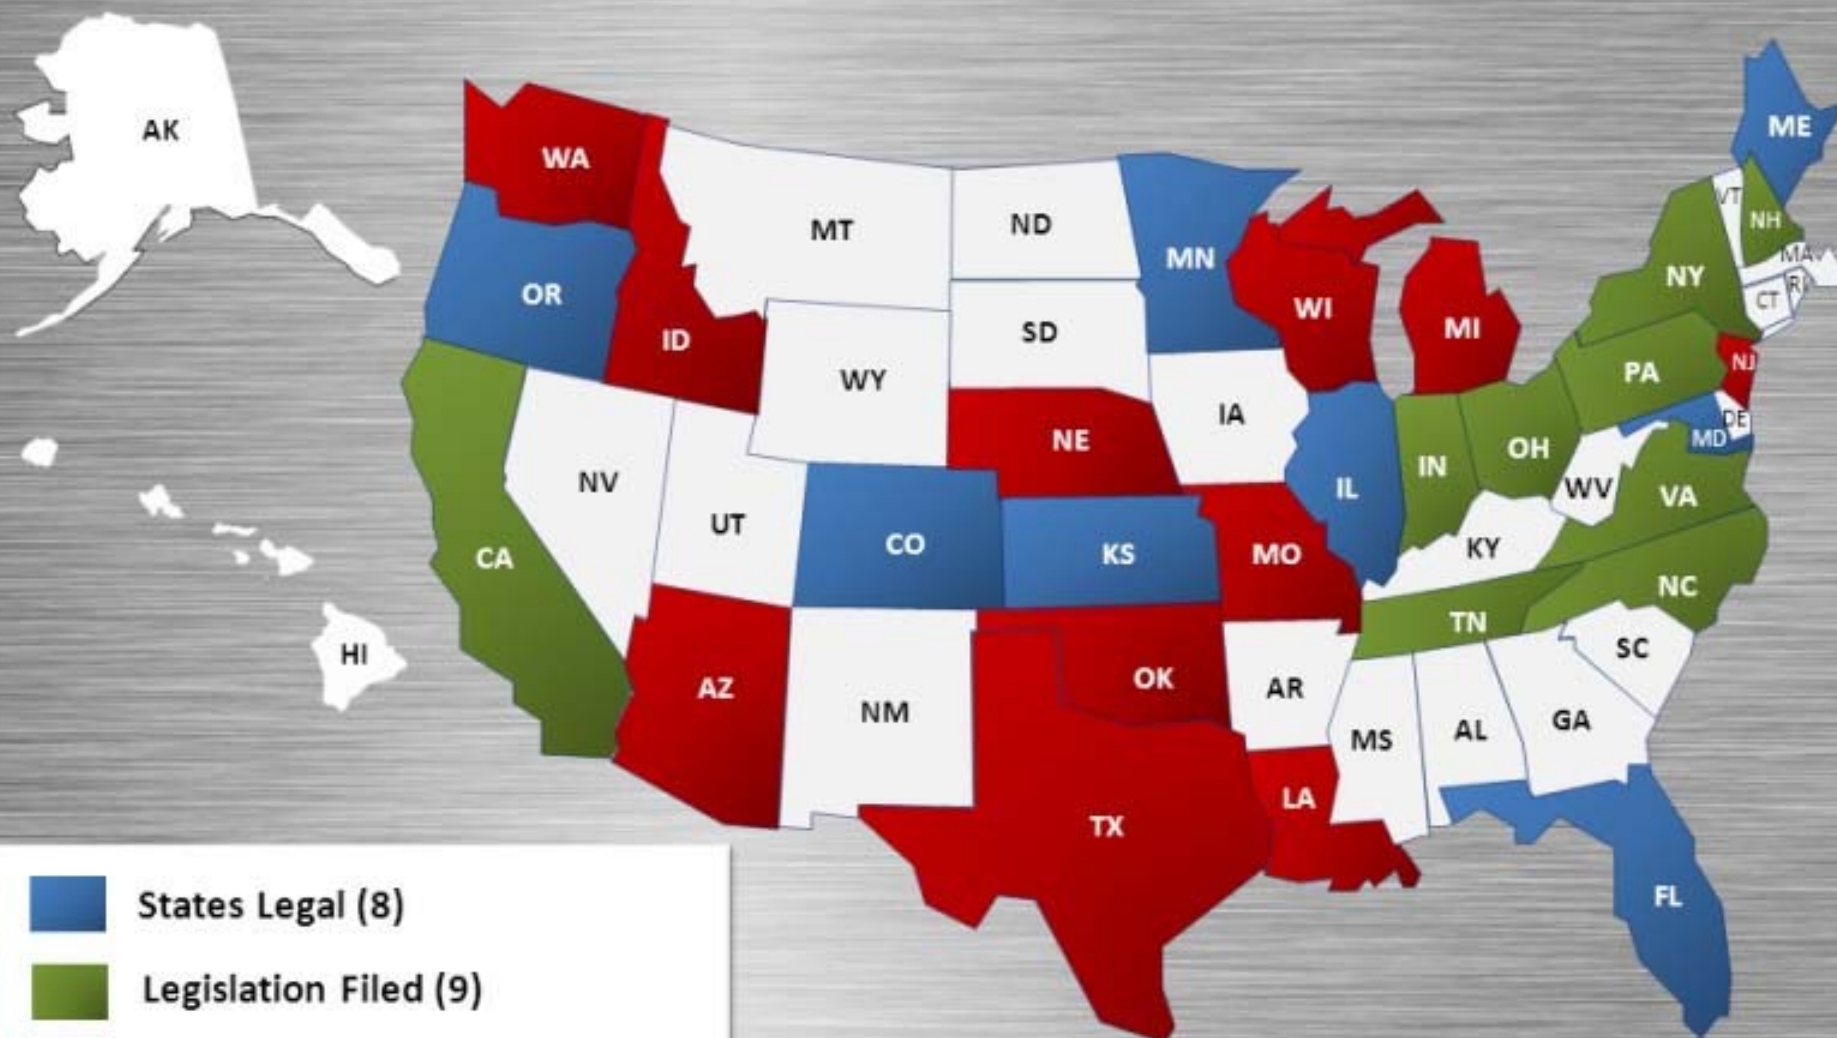 AK
WA
ME
MT
ND
VT
NH
OR
MN
MA
NY
ID
SD
WI
MI
CT
RI
WY
PA
NJ
IA
NE
DE
MD
OH
IN
NV
IL
WV
VA
UT
CO
KS
MO
KY
CA
NC
TN
HI
AZ
OK
AR
SC
NM
MS
AL
GA
LA
TX
FL
States Legal (8)
Legislation Filed (9)